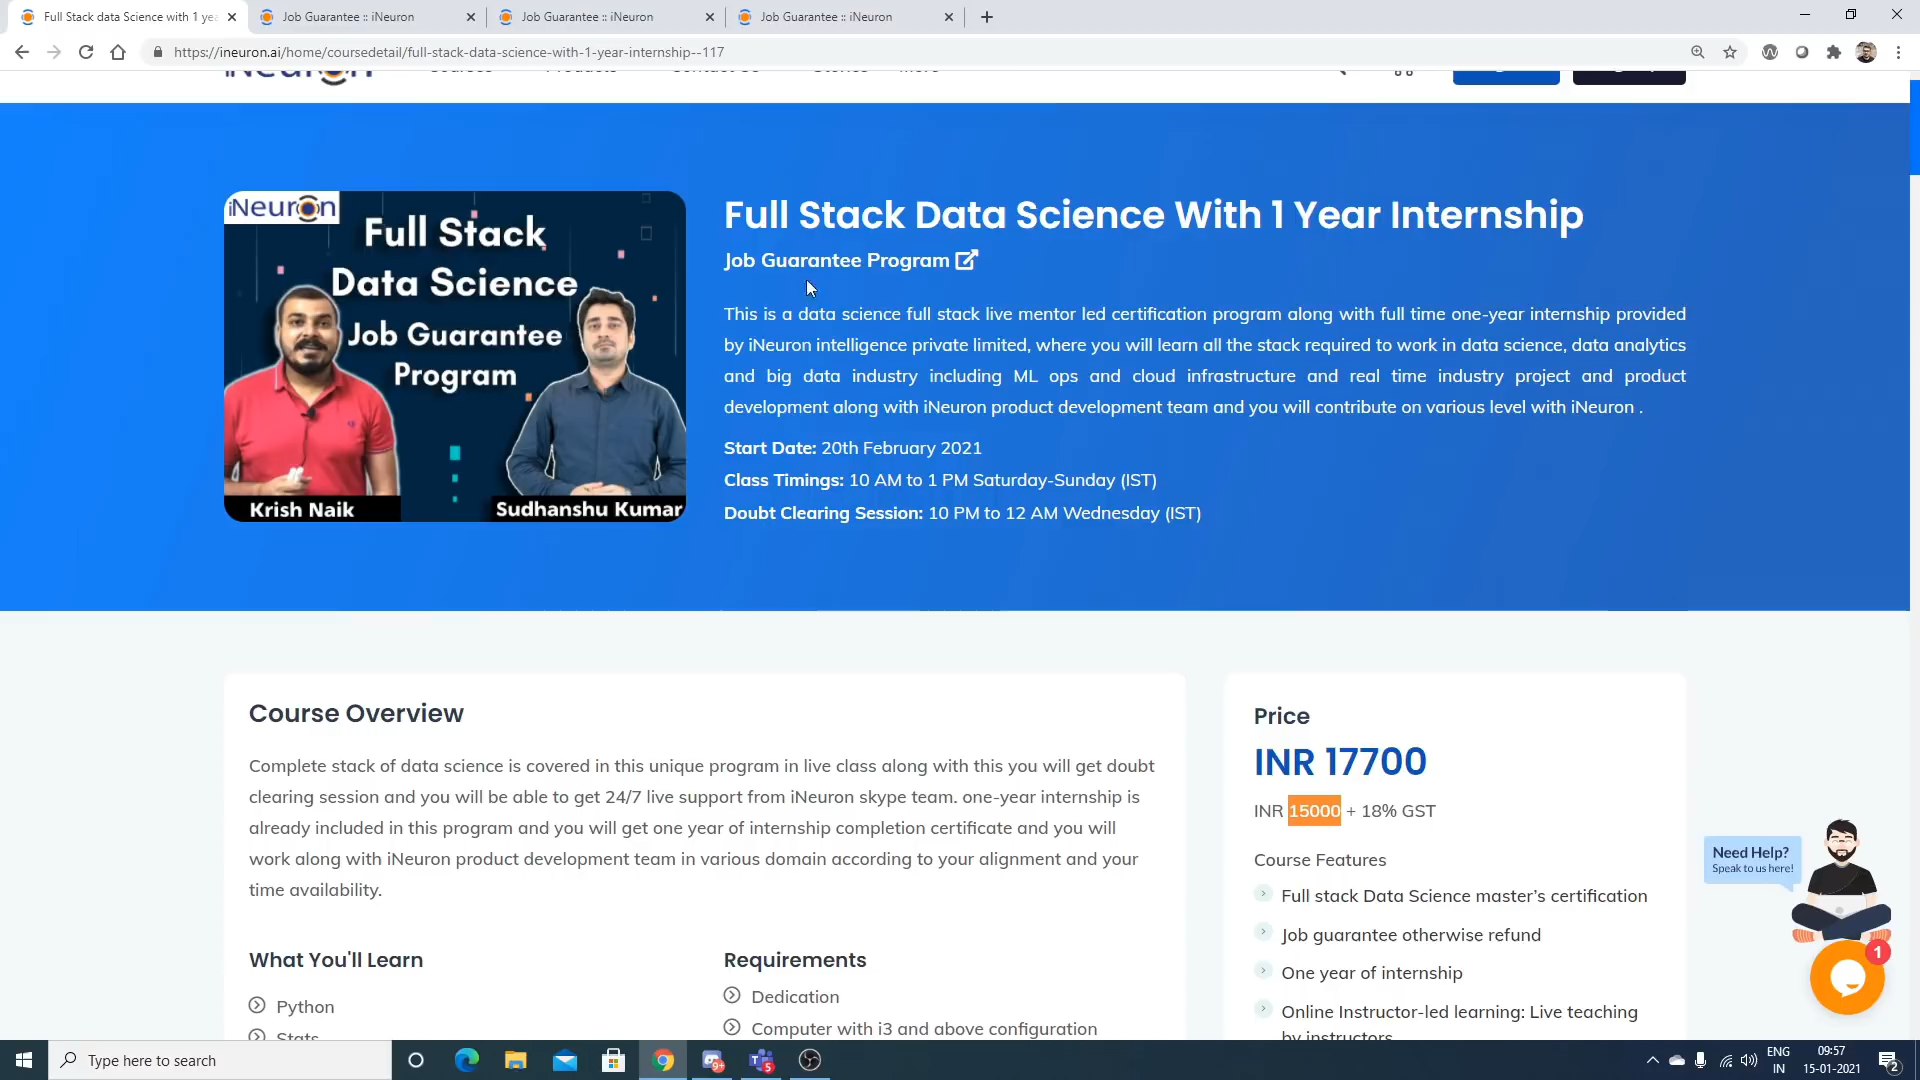 Full Stack data Science with 1 yea
Job Guarantee :: iNeuron
Job Guarantee :: iNeuron
Job Guarantee :: iNeuron
https://ineuron.ai/home/coursedetail/full-stack-data-science-with-1-year-internship--117
iNeuron
Full Stack
Data Science
Job Guarantee
Program
Krish Naik
Sudhanshu Kumar
Full Stack Data Science With 1 Year Internship
Job Guarantee Program
This is a data science full stack live mentor led certification program along with full time one-year internship provided
by iNeuron intelligence private limited, where you will learn all the stack required to work in data science, data analytics
and big data industry including ML ops and cloud infrastructure and real time industry project and product
development along with iNeuron product development team and you will contribute on various level with iNeuron .
Start Date: 20th February 2021
Class Timings: 10 AM to 1 PM Saturday-Sunday (IST)
Doubt Clearing Session: 10 PM to 12 AM Wednesday (IST)
Course Overview
Complete stack of data science is covered in this unique program in live class along with this you will get doubt
clearing session and you will be able to get 24/7 live support from iNeuron skype team. one-year internship is
already included in this program and you will get one year of internship completion certificate and you will
work along with iNeuron product development team in various domain according to your alignment and your
time availability.
What You'll Learn
Python
Stats
Requirements
Dedication
Computer with i3 and above configuration
Price
INR 17700
INR 15000 + 18% GST
Course Features
Full stack Data Science master's certification
Job guarantee otherwise refund
One year of internship
Online Instructor-led learning: Live teaching
by instructors
Need Help?
Speak to us here!
1
Type here to search
9+
5
ENG
IN
09:57
15-01-2021
2